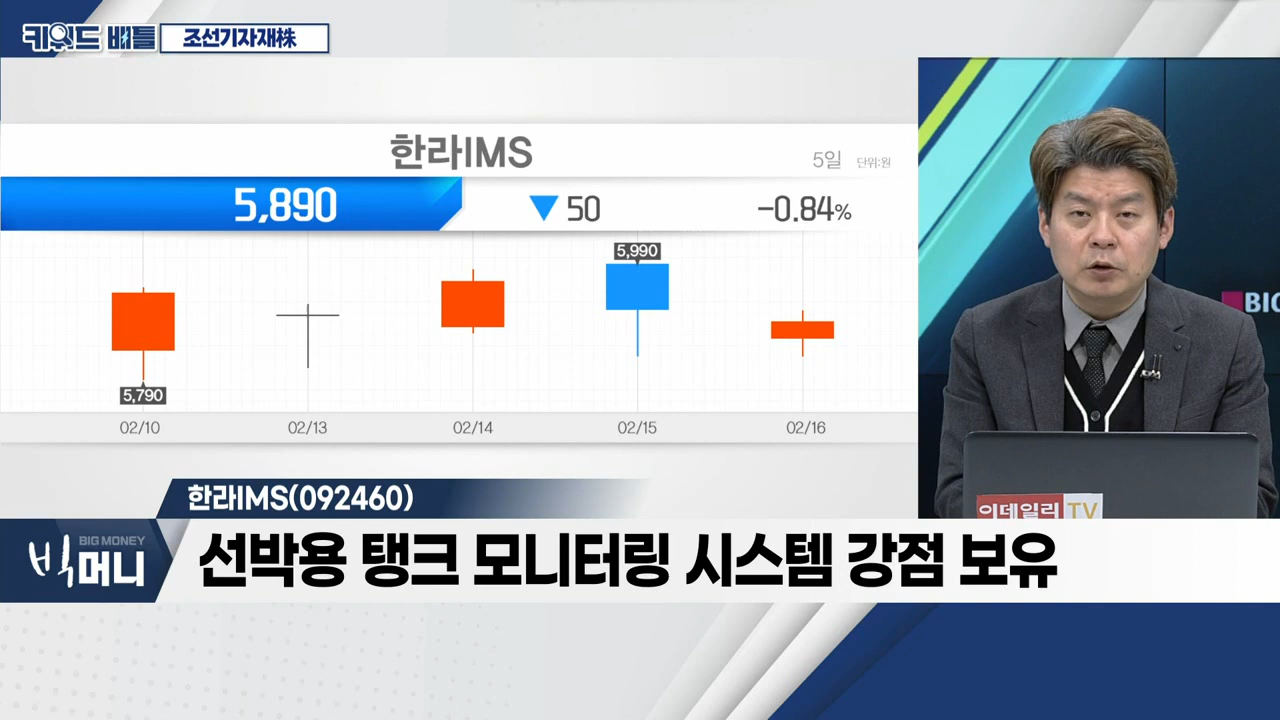 키워드 배틀
조선기자재株
한라IMS
5일 단위:원
5,890 ▼50 -0.84%
5,990
5,790
02/10 02/13 02/14 02/15 02/16
BIG
이데일리TV
한라IMS(092460)
BIG MONEY
빅머니
선박용 탱크 모니터링 시스템 강점 보유